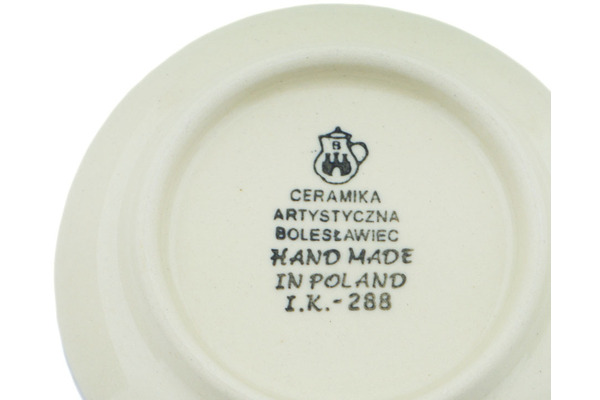 B
CERAMIKA
ARTYSTYCZNA
BOLESŁAWIEC
HAND MADE
IN POLAND
I.K.-288